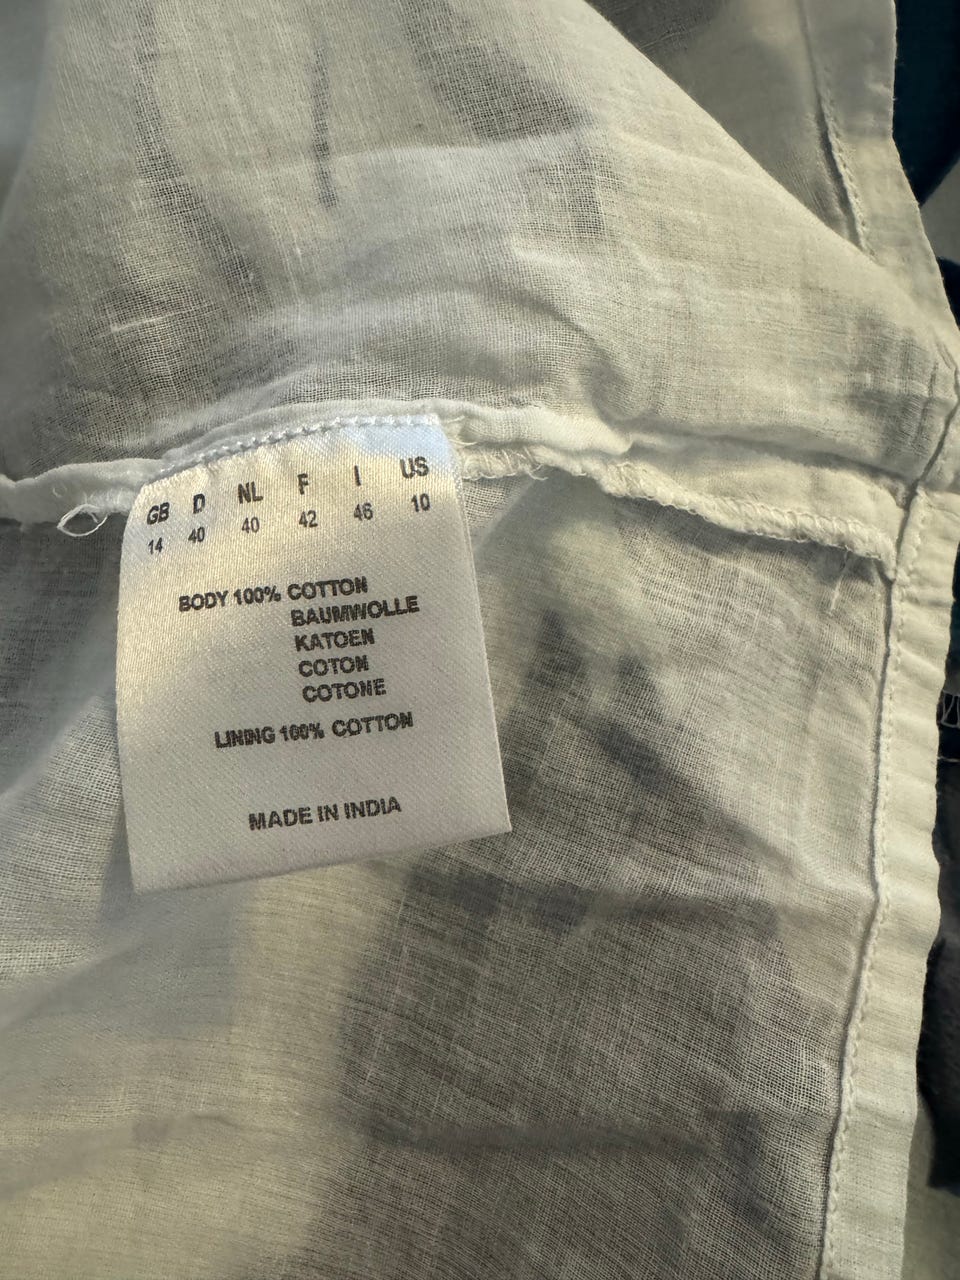 GB D NL F I US
14 40 40 42 46 10
BODY 100% COTTON
BAUMWOLLE
KATOEN
COTON
COTONE
LINING 100% COTTON
MADE IN INDIA